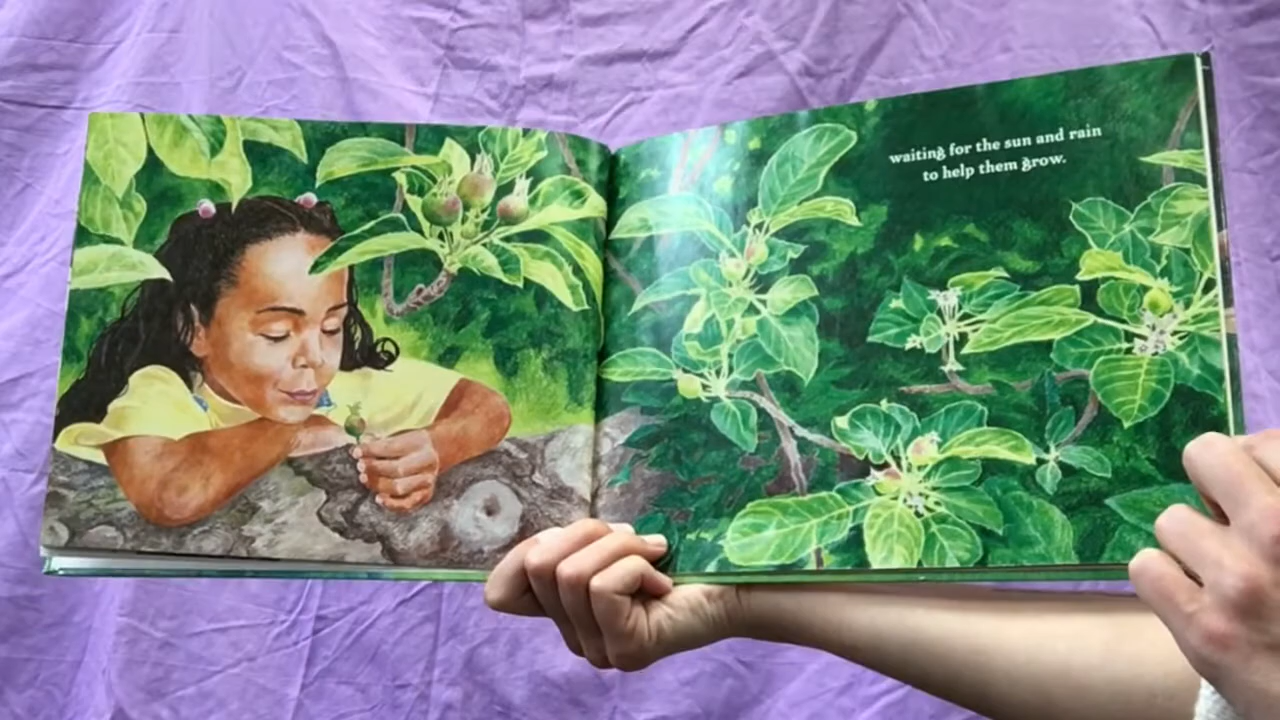 waiting for the sun and rain
to help them grow.